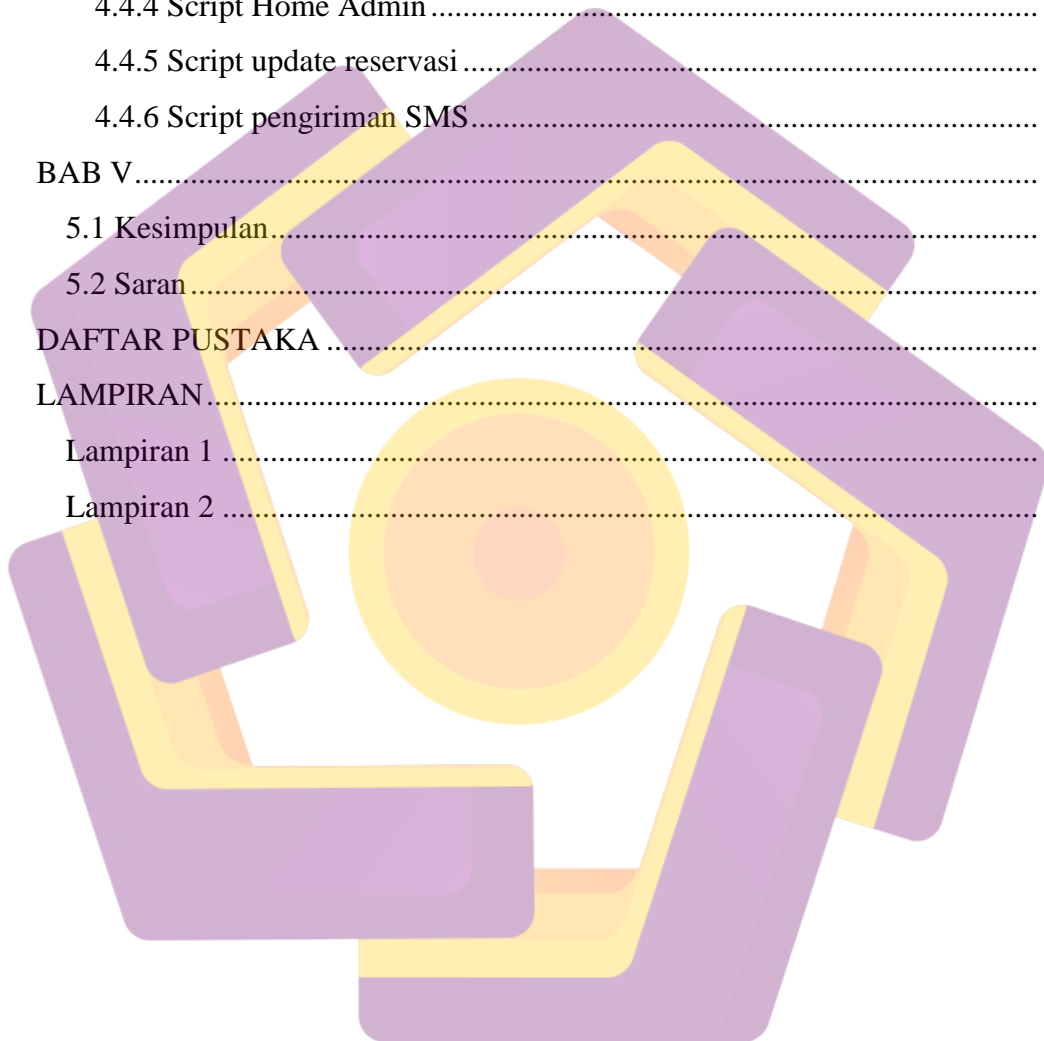 4.4.4 Script Home Admin
4.4.5 Script update reservasi
4.4.6 Script pengiriman SMS
BAB V
5.1 Kesimpulan
5.2 Saran
DAFTAR PUSTAKA
LAMPIRAN
Lampiran 1
Lampiran 2